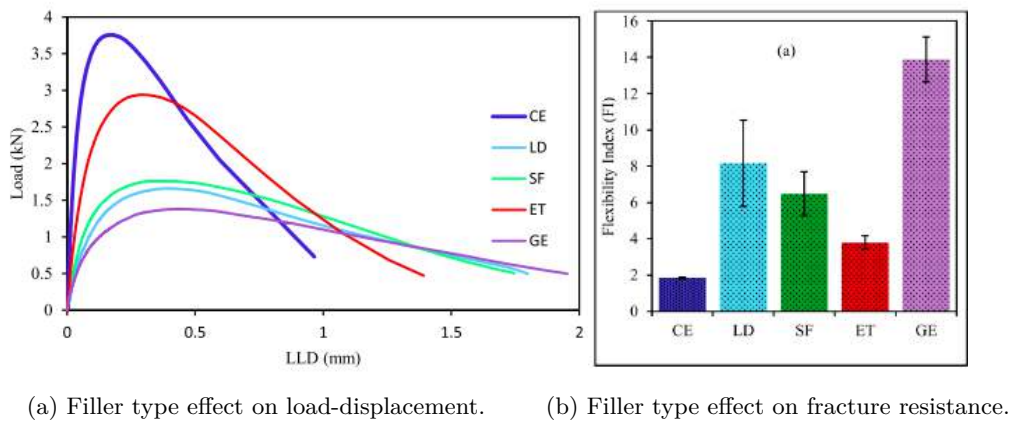 4
3.5
3
2.5
2
1.5
1
0.5
0
Load (kN)
CE
LD
SF
ET
GE
0 0.5 1 1.5 2
LLD (mm)
16
14
12
10
8
6
4
2
0
Flexibility Index (FI)
(a)
CE LD SF ET GE
(a) Filler type effect on load-displacement.
(b) Filler type effect on fracture resistance.